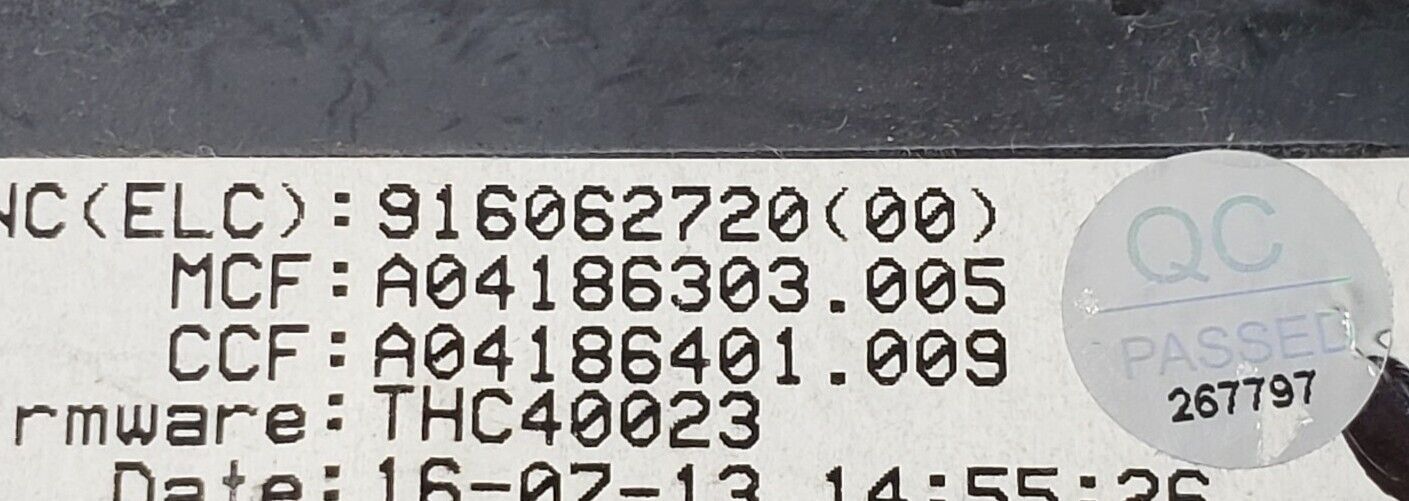 NC(ELC):916062720(00)
MCF:A04186303.005
CCF:A04186401.009
rmware:THC40023
Date:16-07-13 14:55:26
QC
PASSED
267797